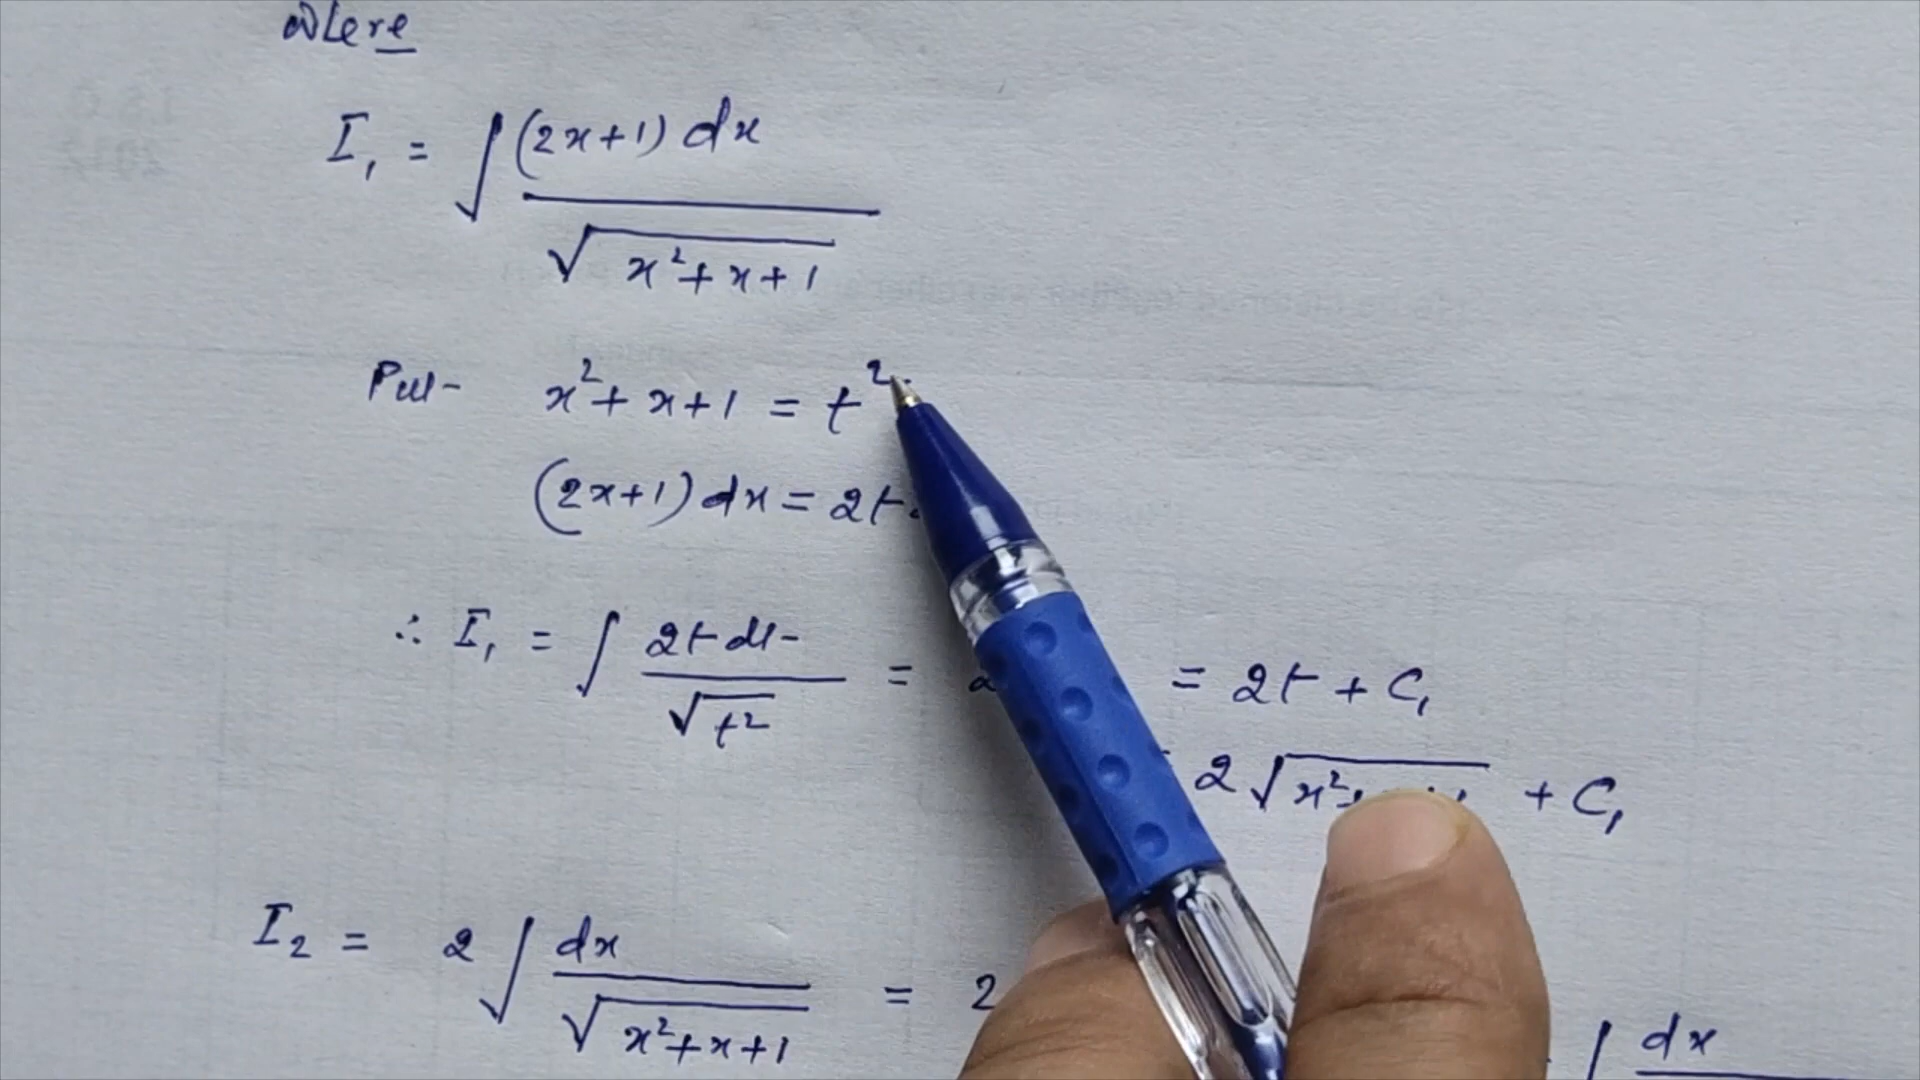 where
I₁ = ∫ (2x+1) dx / √(x²+x+1)
Put x²+x+1 = t²
(2x+1) dx = 2t
∴ I₁ = ∫ 2t dt / √t² = 2 = 2t + C₁
2√(x²+ + C₁
I₂ = 2 ∫ dx / √(x²+x+1) = 2 ∫ dx